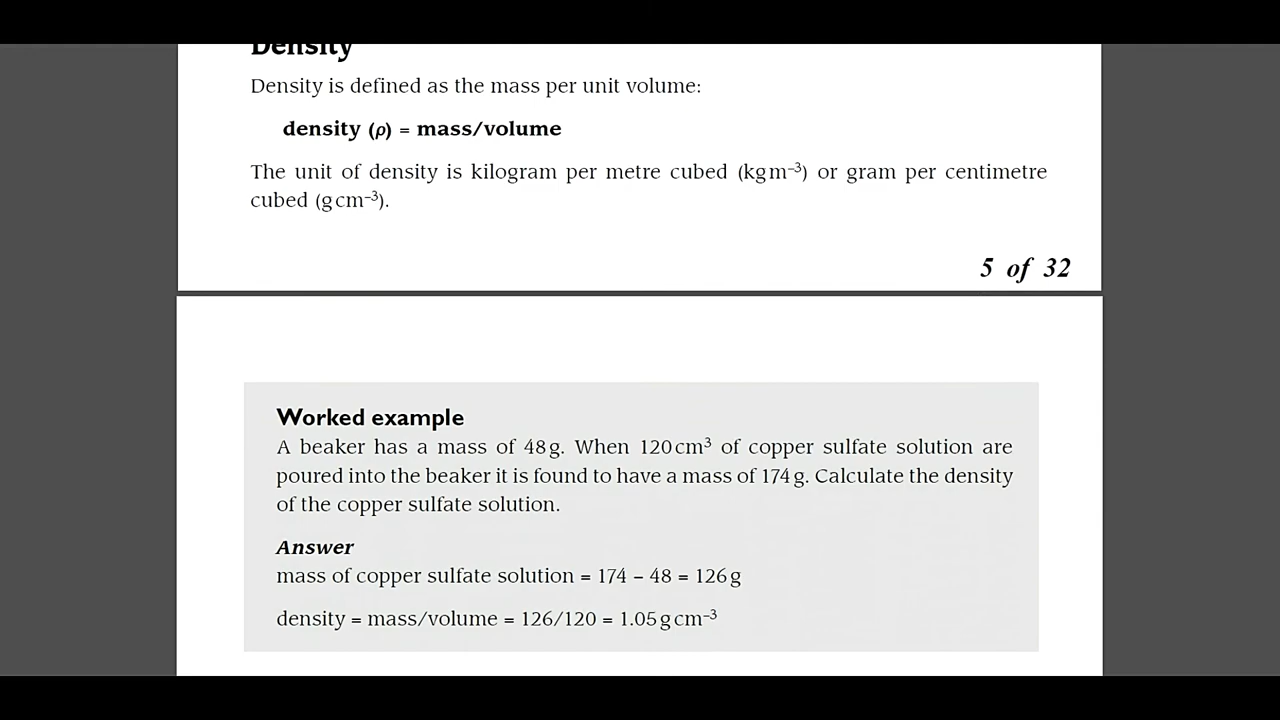 Density
Density is defined as the mass per unit volume:
density (ρ) = mass/volume
The unit of density is kilogram per metre cubed (kg m⁻³) or gram per centimetre
cubed (g cm⁻³).
5 of 32
Worked example
A beaker has a mass of 48 g. When 120 cm³ of copper sulfate solution are
poured into the beaker it is found to have a mass of 174 g. Calculate the density
of the copper sulfate solution.
Answer
mass of copper sulfate solution = 174 – 48 = 126 g
density = mass/volume = 126/120 = 1.05 g cm⁻³